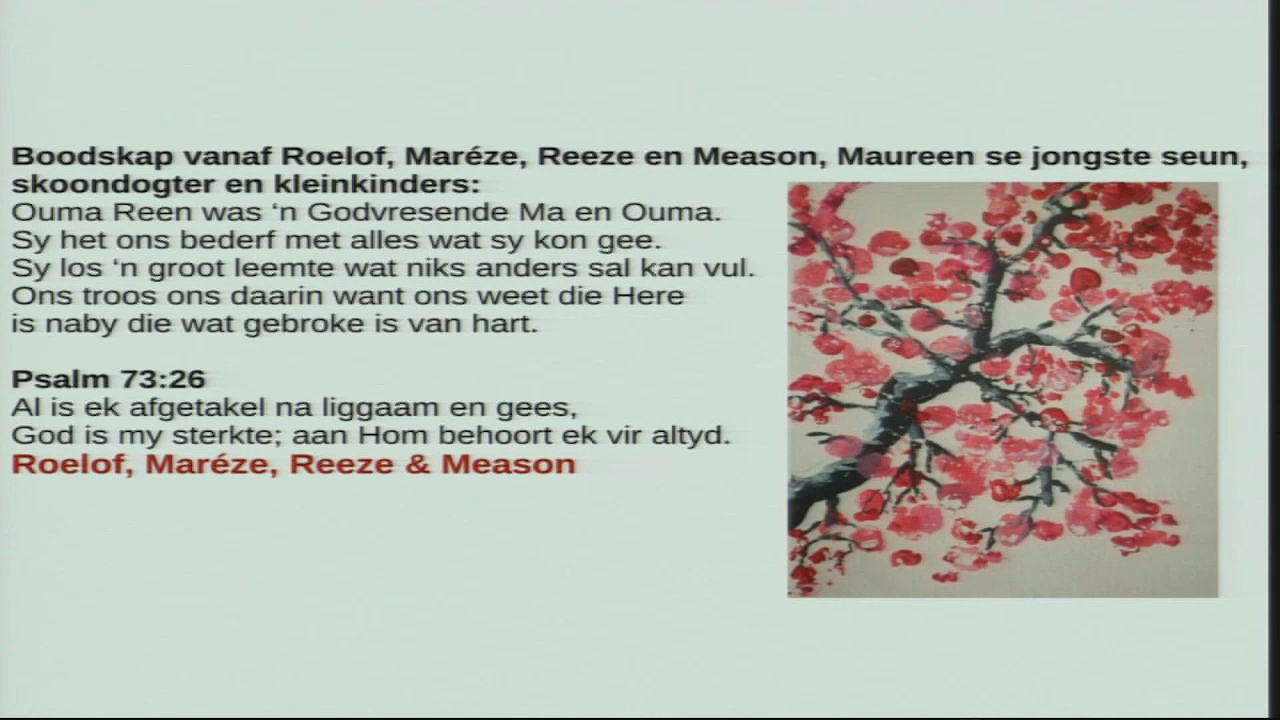 Boodskap vanaf Roelof, Maréze, Reeze en Meason, Maureen se jongste seun,
skoondogter en kleinkinders:
Ouma Reen was ‘n Godvresende Ma en Ouma.
Sy het ons bederf met alles wat sy kon gee.
Sy los ‘n groot leemte wat niks anders sal kan vul.
Ons troos ons daarin want ons weet die Here
is naby die wat gebroke is van hart.
Psalm 73:26
Al is ek afgetakel na liggaam en gees,
God is my sterkte; aan Hom behoort ek vir altyd.
Roelof, Maréze, Reeze & Meason